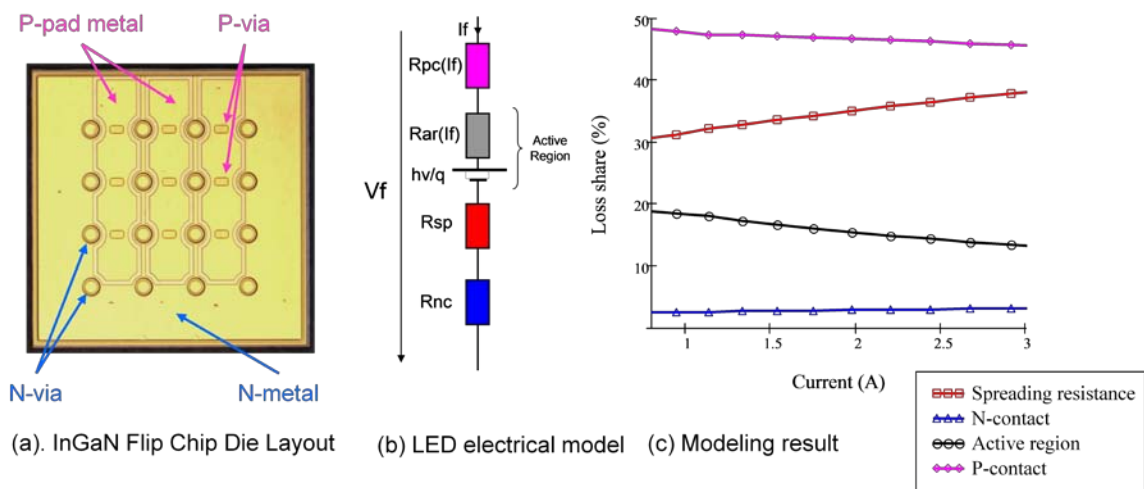 P-pad metal
P-via
N-via
N-metal
(a). InGaN Flip Chip Die Layout
If
Rpc(If)
Rar(If)
Active
Region
hv/q
Vf
Rsp
Rnc
(b) LED electrical model
50
40
30
20
10
Loss share (%)
1
1.5
2
2.5
3
Current (A)
(c) Modeling result
Spreading resistance
N-contact
Active region
P-contact